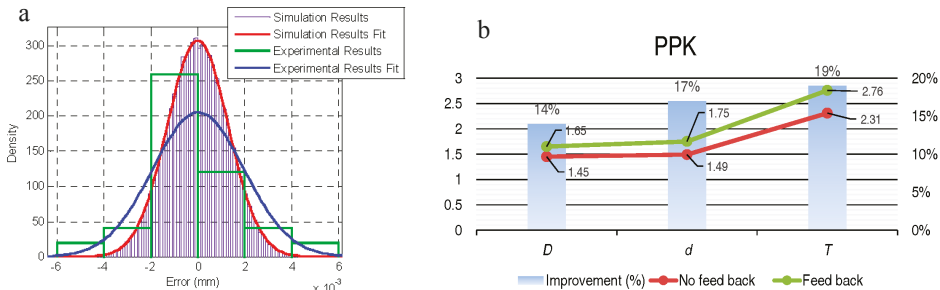 a
Simulation Results
Simulation Results Fit
Experimental Results
Experimental Results Fit
300
250
200
150
100
50
0
Density
-6 -4 -2 0 2 4 6
Error (mm)
x 10-3
b
PPK
3
2.5
2
1.5
1
0.5
0
20%
15%
10%
5%
0%
14%
17%
19%
1.65
1.75
2.76
1.45
1.49
2.31
D d T
Improvement (%) No feed back Feed back